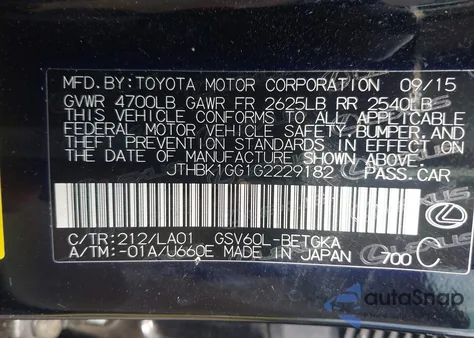 MFD.BY:TOYOTA MOTOR CORPORATION 09/15
GVWR 4700LB GAWR FR 2625LB RR 2540LB
THIS VEHICLE CONFORMS TO ALL APPLICABLE
FEDERAL MOTOR VEHICLE SAFETY,BUMPER,AND
THEFT PREVENTION STANDARDS IN EFFECT ON
THE DATE OF MANUFACTURE SHOWN ABOVE.
JTHBK1GG1G2229182 PASS.CAR
C/TR:212/LA01 GSV60L-BETGKA
A/TM:-01A/U660E MADE IN JAPAN 700C
LEXUS
autoSnap